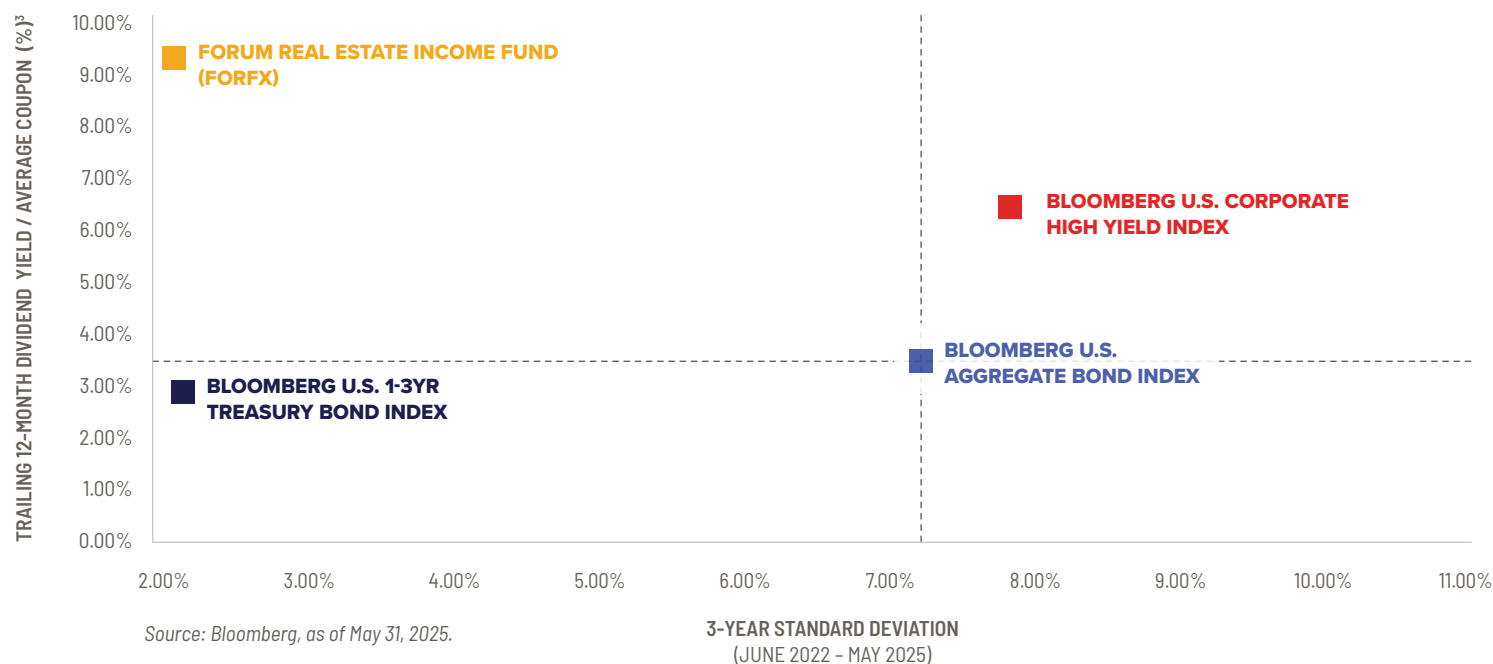 TRAILING 12-MONTH DIVIDEND YIELD / AVERAGE COUPON (%)³
10.00%
9.00%
8.00%
7.00%
6.00%
5.00%
4.00%
3.00%
2.00%
1.00%
0.00%
FORUM REAL ESTATE INCOME FUND
(FORFX)
BLOOMBERG U.S. CORPORATE
HIGH YIELD INDEX
BLOOMBERG U.S.
AGGREGATE BOND INDEX
BLOOMBERG U.S. 1-3YR
TREASURY BOND INDEX
2.00% 3.00% 4.00% 5.00% 6.00% 7.00% 8.00% 9.00% 10.00% 11.00%
Source: Bloomberg, as of May 31, 2025.
3-YEAR STANDARD DEVIATION
(JUNE 2022 – MAY 2025)